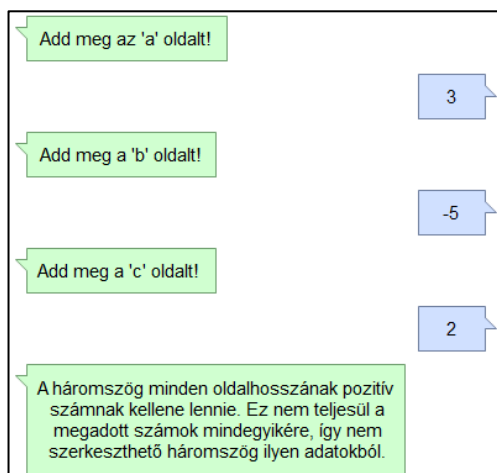 Add meg az 'a' oldalt!
3
Add meg a 'b' oldalt!
-5
Add meg a 'c' oldalt!
2
A háromszög minden oldalhosszának pozitív
számnak kellene lennie. Ez nem teljesül a
megadott számok mindegyikére, így nem
szerkeszthető háromszög ilyen adatokból.